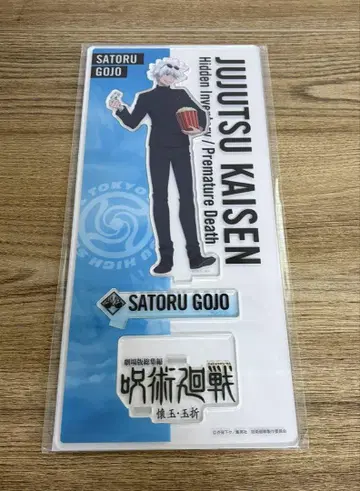 SATORU
GOJO
JUJUTSU KAISEN
Hidden Inventory / Premature Death
TOKYO
HIGH
SATORU GOJO
劇場版総集編
呪術廻戦
懐玉・玉折